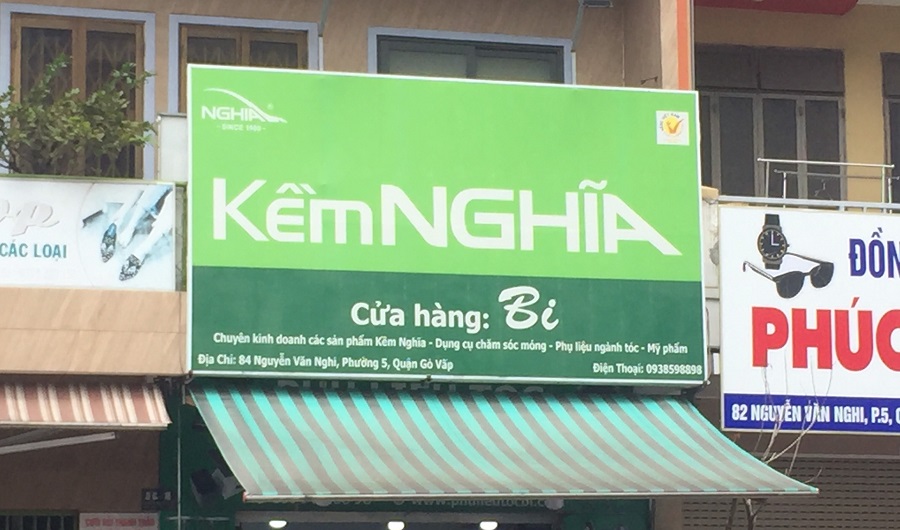 NGHĨA
- SINCE 1960 -
KềmNGHĨA
Cửa hàng: Bi
Chuyên kinh doanh các sản phẩm Kềm Nghĩa - Dụng cụ chăm sóc móng - Phụ liệu ngành tóc - Mỹ phẩm
Địa Chỉ: 84 Nguyễn Văn Nghi, Phường 5, Quận Gò Vấp
Điện Thoại: 0938598898
CÁC LOẠI
ĐỒN
PHÚC
82 NGUYỄN VĂN NGHI, P.5,